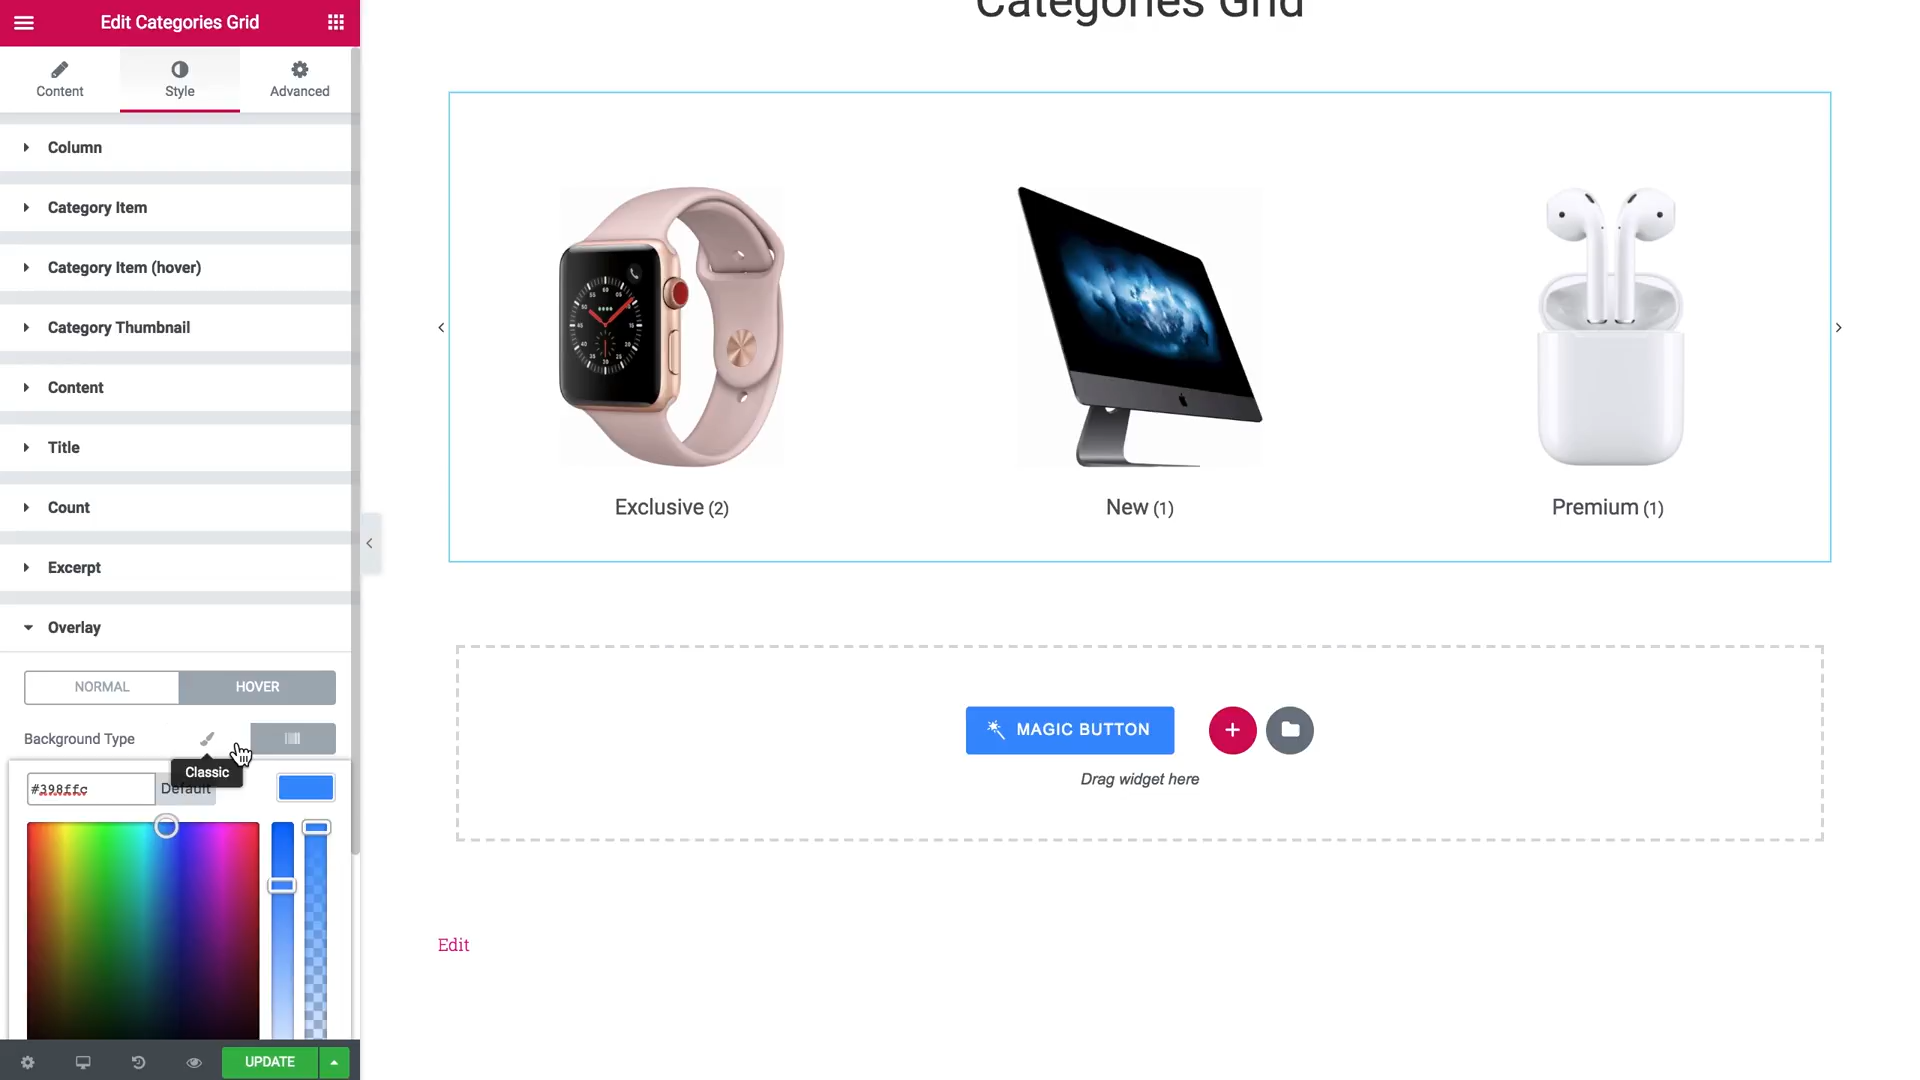 Edit Categories Grid
Content
Style
Advanced
Column
Category Item
Category Item (hover)
Category Thumbnail
Content
Title
Count
Excerpt
Overlay
NORMAL
HOVER
Background Type
Classic
#398ffc
Default
UPDATE
Categories Grid
Exclusive (2)
New (1)
Premium (1)
MAGIC BUTTON
Drag widget here
Edit